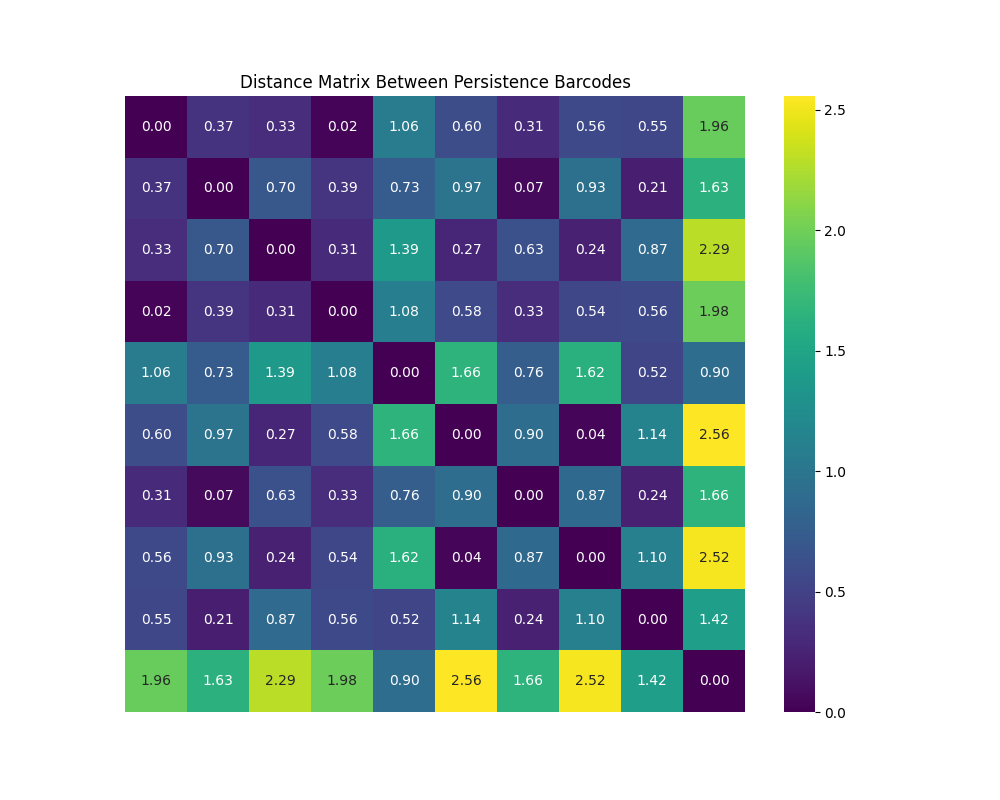 Distance Matrix Between Persistence Barcodes
0.00 0.37 0.33 0.02 1.06 0.60 0.31 0.56 0.55 1.96
0.37 0.00 0.70 0.39 0.73 0.97 0.07 0.93 0.21 1.63
0.33 0.70 0.00 0.31 1.39 0.27 0.63 0.24 0.87 2.29
0.02 0.39 0.31 0.00 1.08 0.58 0.33 0.54 0.56 1.98
1.06 0.73 1.39 1.08 0.00 1.66 0.76 1.62 0.52 0.90
0.60 0.97 0.27 0.58 1.66 0.00 0.90 0.04 1.14 2.56
0.31 0.07 0.63 0.33 0.76 0.90 0.00 0.87 0.24 1.66
0.56 0.93 0.24 0.54 1.62 0.04 0.87 0.00 1.10 2.52
0.55 0.21 0.87 0.56 0.52 1.14 0.24 1.10 0.00 1.42
1.96 1.63 2.29 1.98 0.90 2.56 1.66 2.52 1.42 0.00
2.5
2.0
1.5
1.0
0.5
0.0